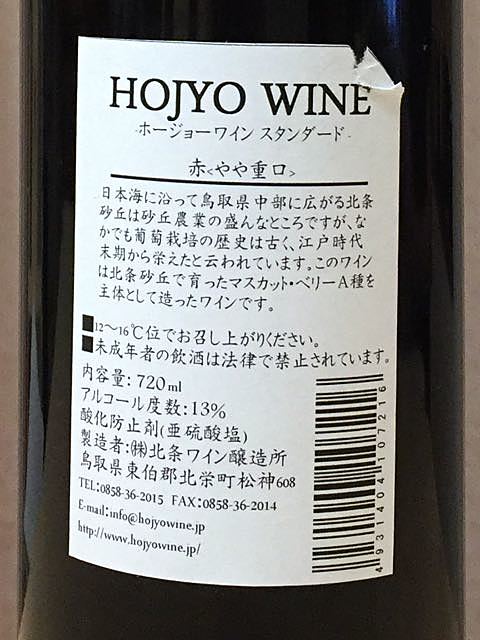 HOJYO WINE
ホージョーワイン スタンダード
赤<やや重口>
日本海に沿って鳥取県中部に広がる北条
砂丘は砂丘農業の盛んなところですが、な
かでも葡萄栽培の歴史は古く、江戸時代
末期から栄えたと云われています。このワイン
は北条砂丘で育ったマスカット・ベリーA種を
主体として造ったワインです。
■12～16℃位でお召し上がりください。
■未成年者の飲酒は法律で禁止されています。
内容量：720ml
アルコール度数：13%
酸化防止剤(亜硫酸塩)
製造者：㈱北条ワイン醸造所
鳥取県東伯郡北栄町松神608
TEL：0858-36-2015 FAX：0858-36-2014
E-mail：info@hojyowine.jp
http://www.hojyowine.jp/
4931404107216